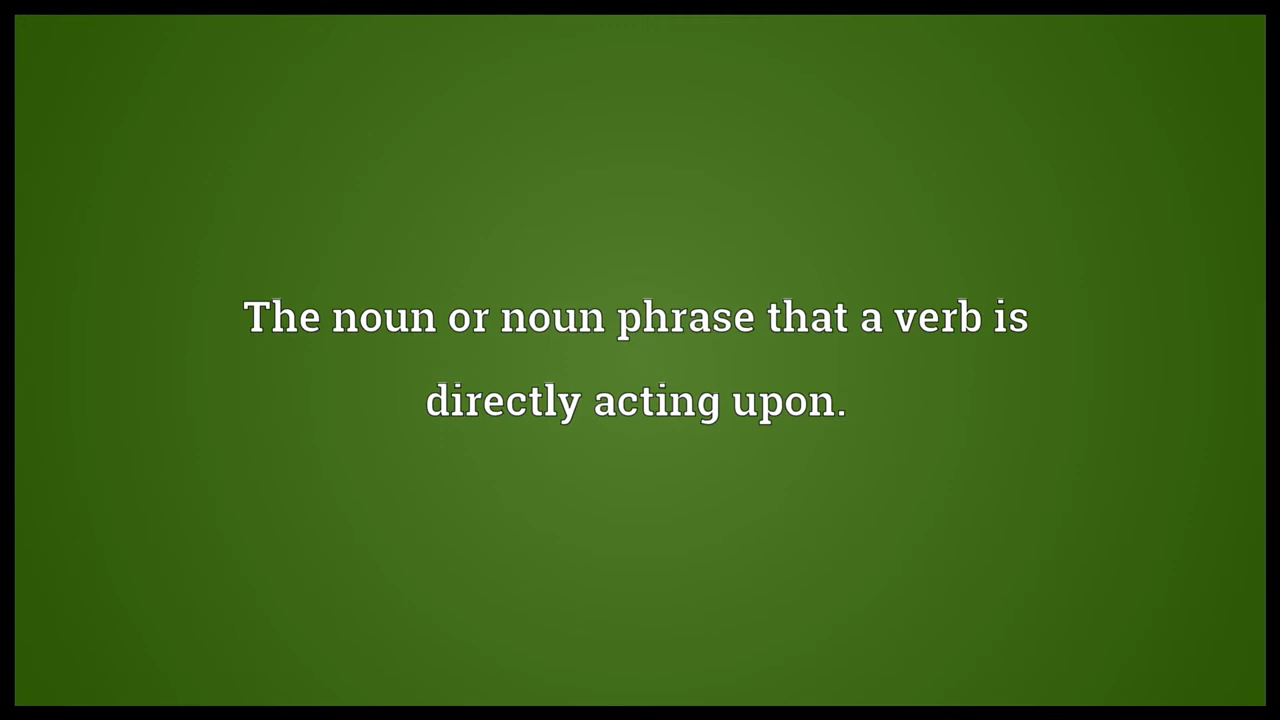 The noun or noun phrase that a verb is
directly acting upon.